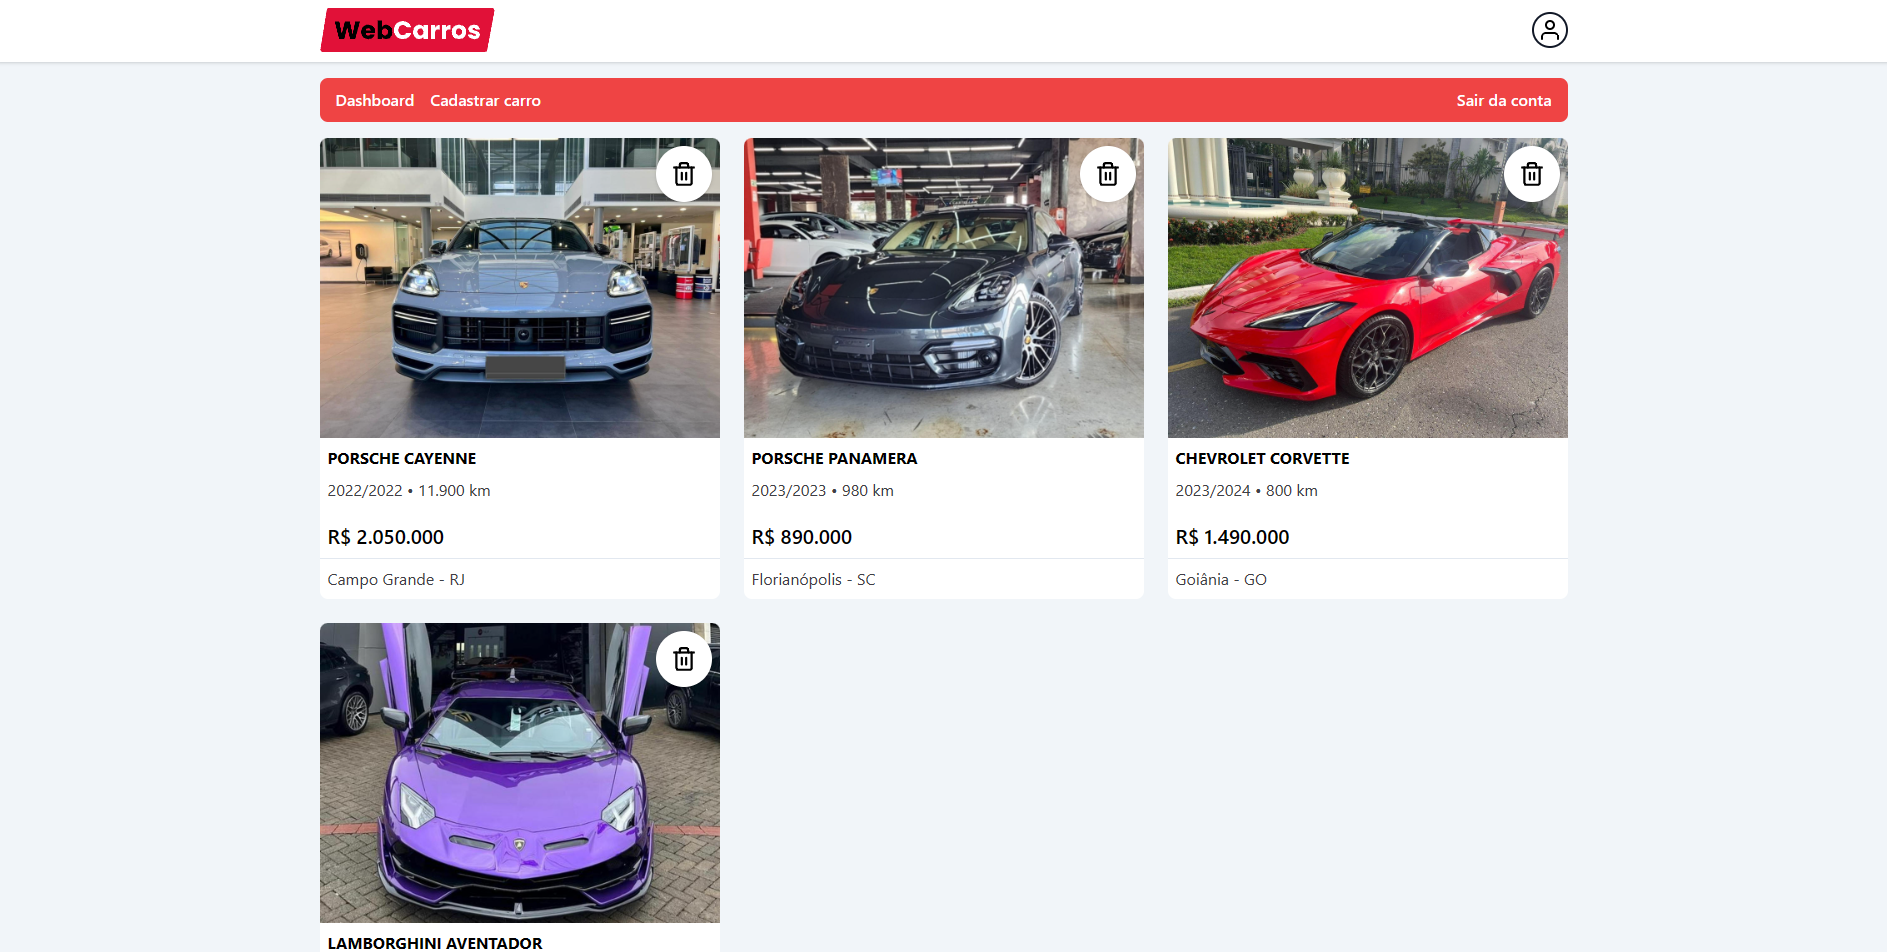 WebCarros
Dashboard Cadastrar carro Sair da conta
PORSCHE CAYENNE
2022/2022 • 11.900 km
R$ 2.050.000
Campo Grande - RJ
PORSCHE PANAMERA
2023/2023 • 980 km
R$ 890.000
Florianópolis - SC
CHEVROLET CORVETTE
2023/2024 • 800 km
R$ 1.490.000
Goiânia - GO
LAMBORGHINI AVENTADOR